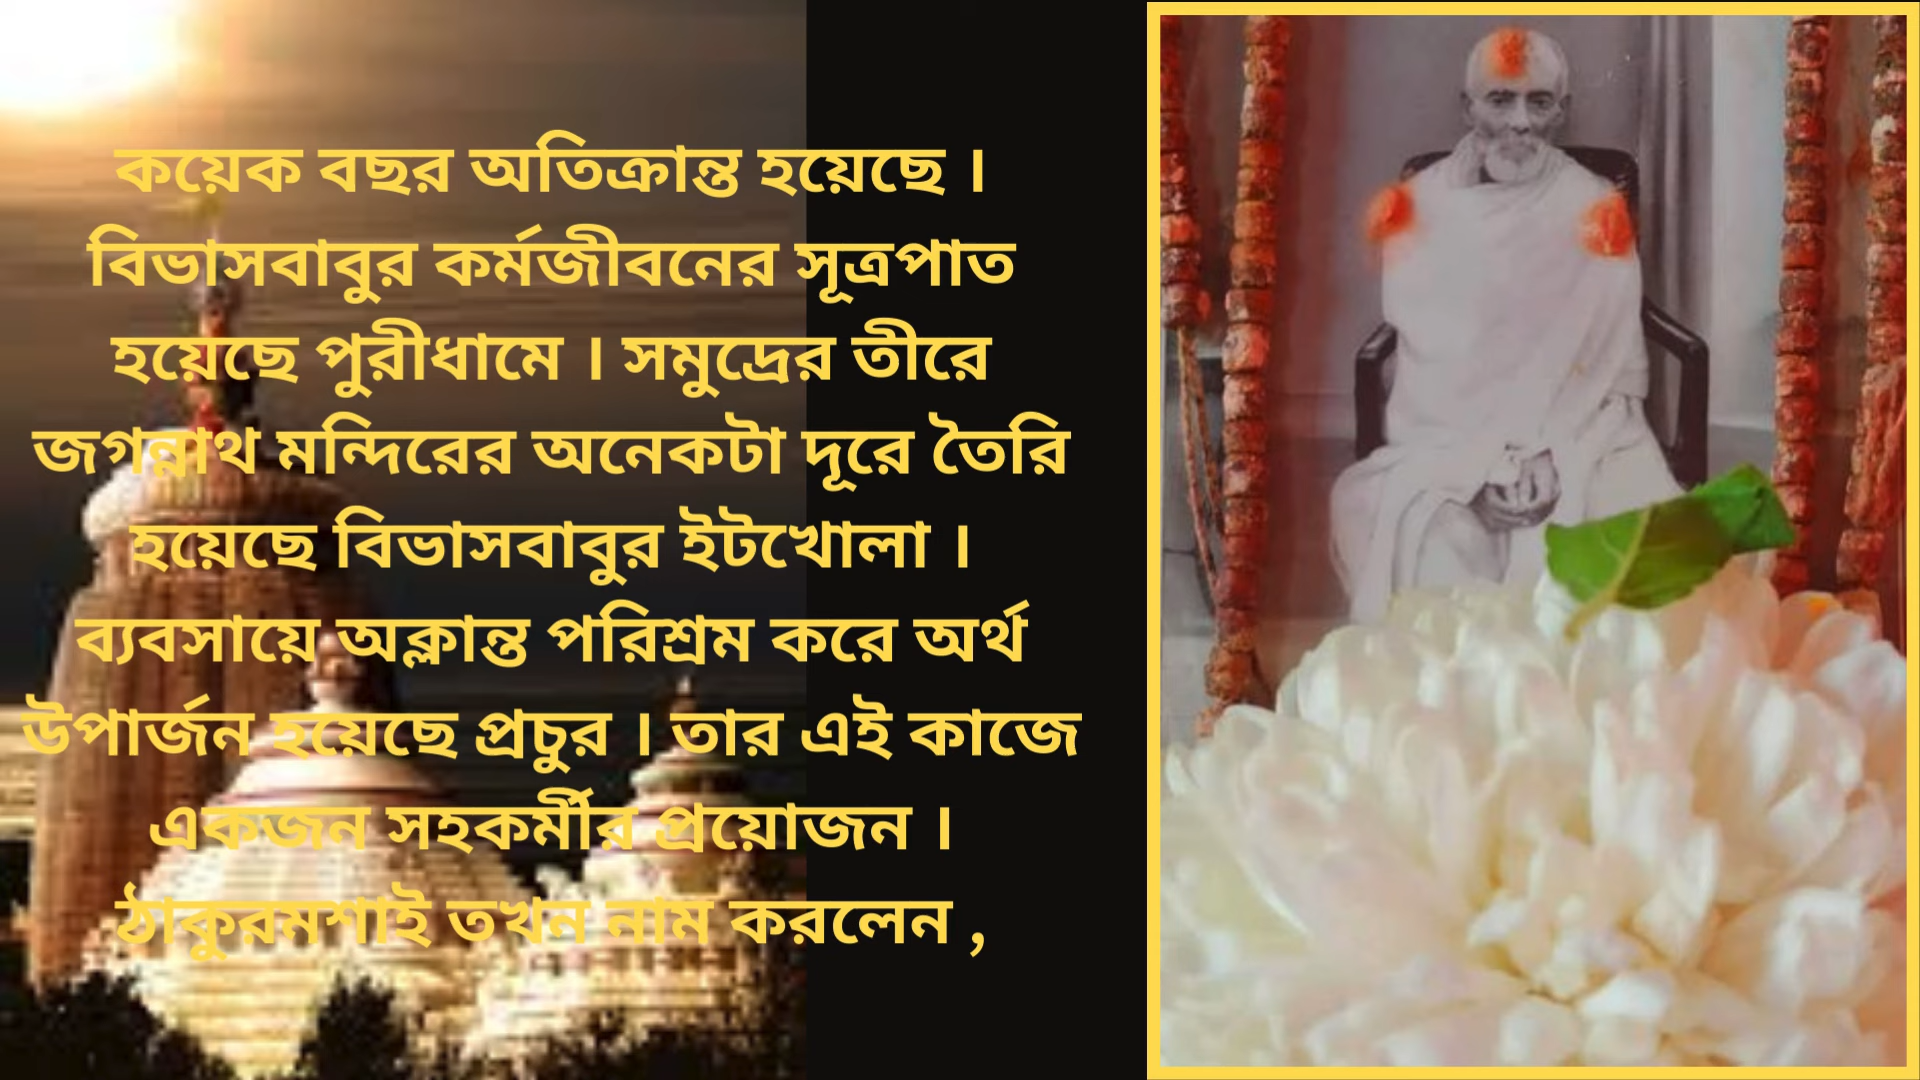 কয়েক বছর অতিক্রান্ত হয়েছে ।
বিভাসবাবুর কর্মজীবনের সূত্রপাত
হয়েছে পুরীধামে । সমুদ্রের তীরে
জগন্নাথ মন্দিরের অনেকটা দূরে তৈরি
হয়েছে বিভাসবাবুর ইটখোলা ।
ব্যবসায়ে অক্লান্ত পরিশ্রম করে অর্থ
উপার্জন হয়েছে প্রচুর । তার এই কাজে
একজন সহকর্মীর প্রয়োজন ।
ঠাকুরমশাই তখন নাম করলেন ,